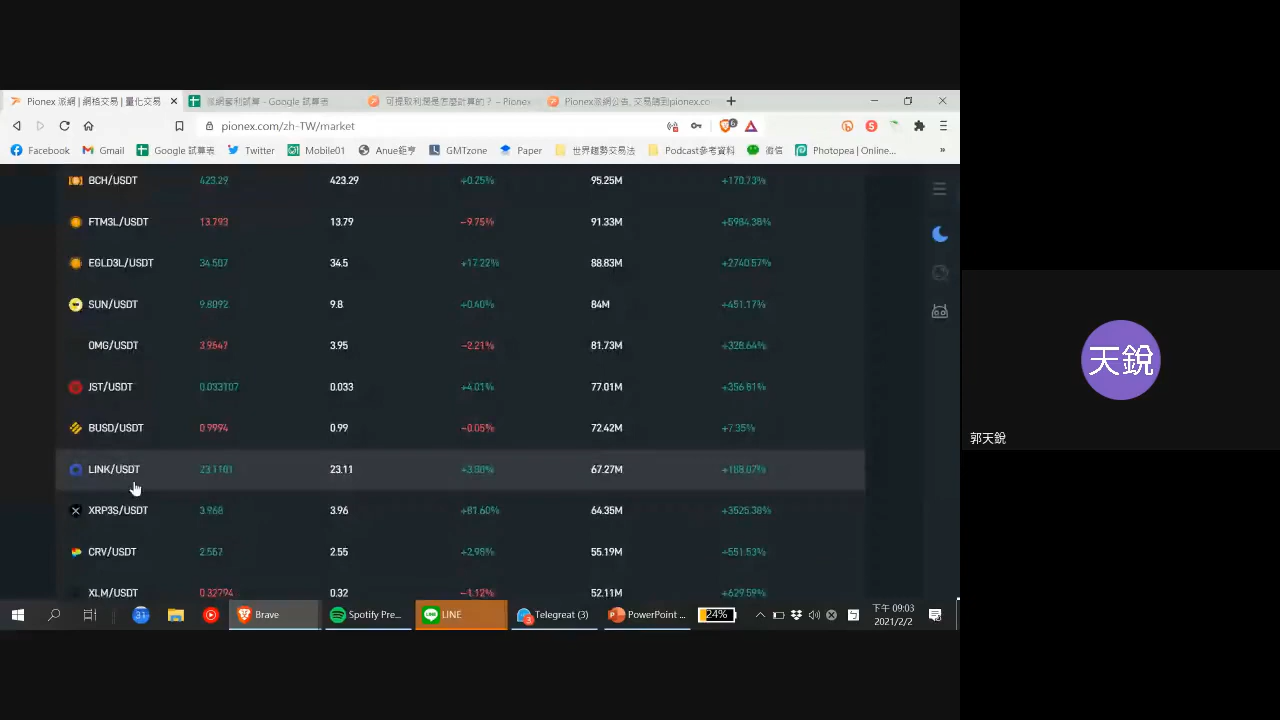 Pionex 派網 | 網格交易 | 量化交易
派網套利試算 - Google 試算表
可提取利潤是怎麼計算的？ – Pionex
Pionex派網公告, 交易請到pionex.co
pionex.com/zh-TW/market
Facebook Gmail Google 試算表 Twitter Mobile01 Anue鉅亨 GMTzone Paper 世界趨勢交易法 Podcast參考資料 微信 Photopea | Online...
BCH/USDT 423.29 423.29 +0.25% 95.25M +170.73%
FTM3L/USDT 13.793 13.79 -9.75% 91.33M +5984.38%
EGLD3L/USDT 34.507 34.5 +17.22% 88.83M +2740.57%
SUN/USDT 9.8092 9.8 +0.60% 84M +451.17%
OMG/USDT 3.9547 3.95 -2.21% 81.73M +328.64%
JST/USDT 0.033107 0.033 +4.01% 77.01M +356.81%
BUSD/USDT 0.9994 0.99 -0.05% 72.42M +7.35%
LINK/USDT 23.1101 23.11 67.27M +188.07%
XRP3S/USDT 3.968 3.96 +81.60% 64.35M +3525.38%
CRV/USDT 2.557 2.55 +2.98% 55.19M +551.53%
XLM/USDT 0.32794 0.32 -1.12% 52.11M +629.59%
天銳
郭天銳
31 Brave Spotify Pre... LINE Telegreat (3) PowerPoint ... 24% 下午 09:03
2021/2/2